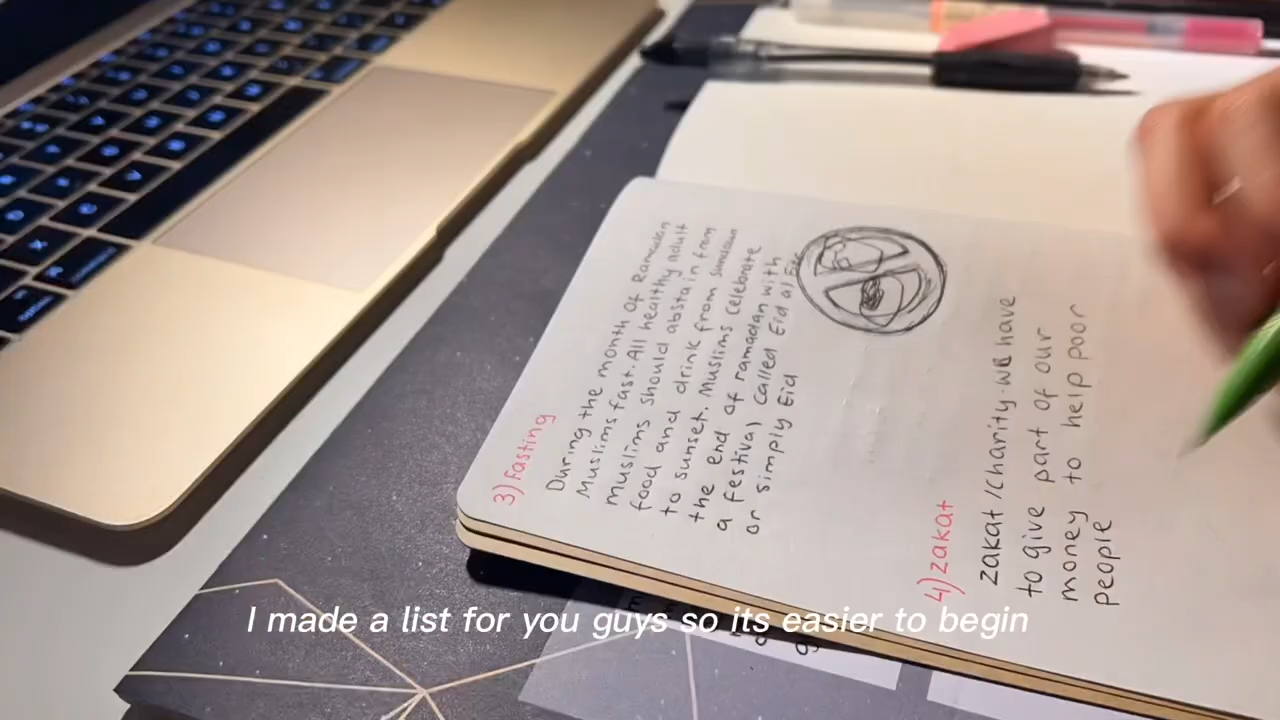 3) Fasting
During the month of Ramadan
Muslims fast. All healthy adult
muslims should abstain from
food and drink from sundown
to sunset. Muslims celebrate
the end of ramadan with
a festival called Eid al Fitr
or simply Eid
4) zakat
zakat / charity. we have
to give part of our
money to help poor
people
I made a list for you guys so its easier to begin